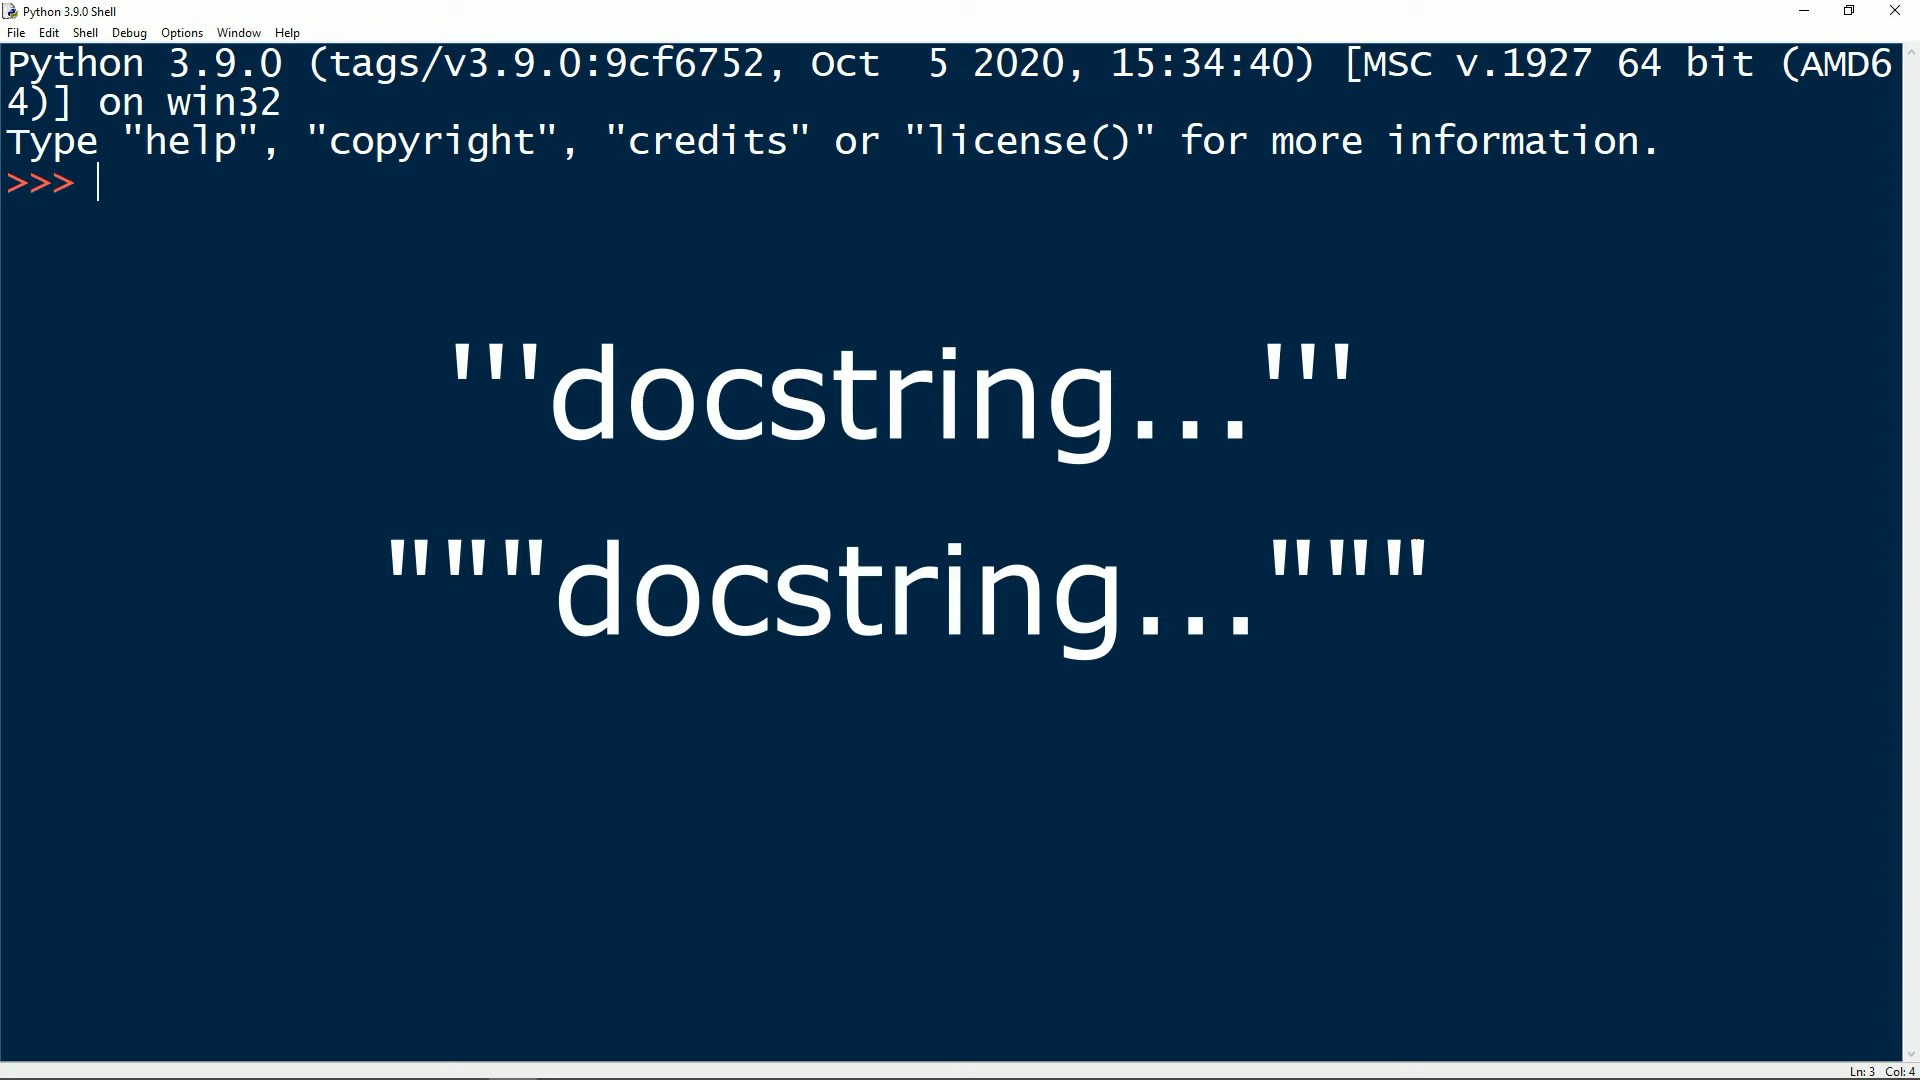 Python 3.9.0 Shell
File Edit Shell Debug Options Window Help
Python 3.9.0 (tags/v3.9.0:9cf6752, Oct  5 2020, 15:34:40) [MSC v.1927 64 bit (AMD6
4)] on win32
Type "help", "copyright", "credits" or "license()" for more information.
>>>
'''docstring...'''
"""docstring..."""
Ln: 3 Col: 4